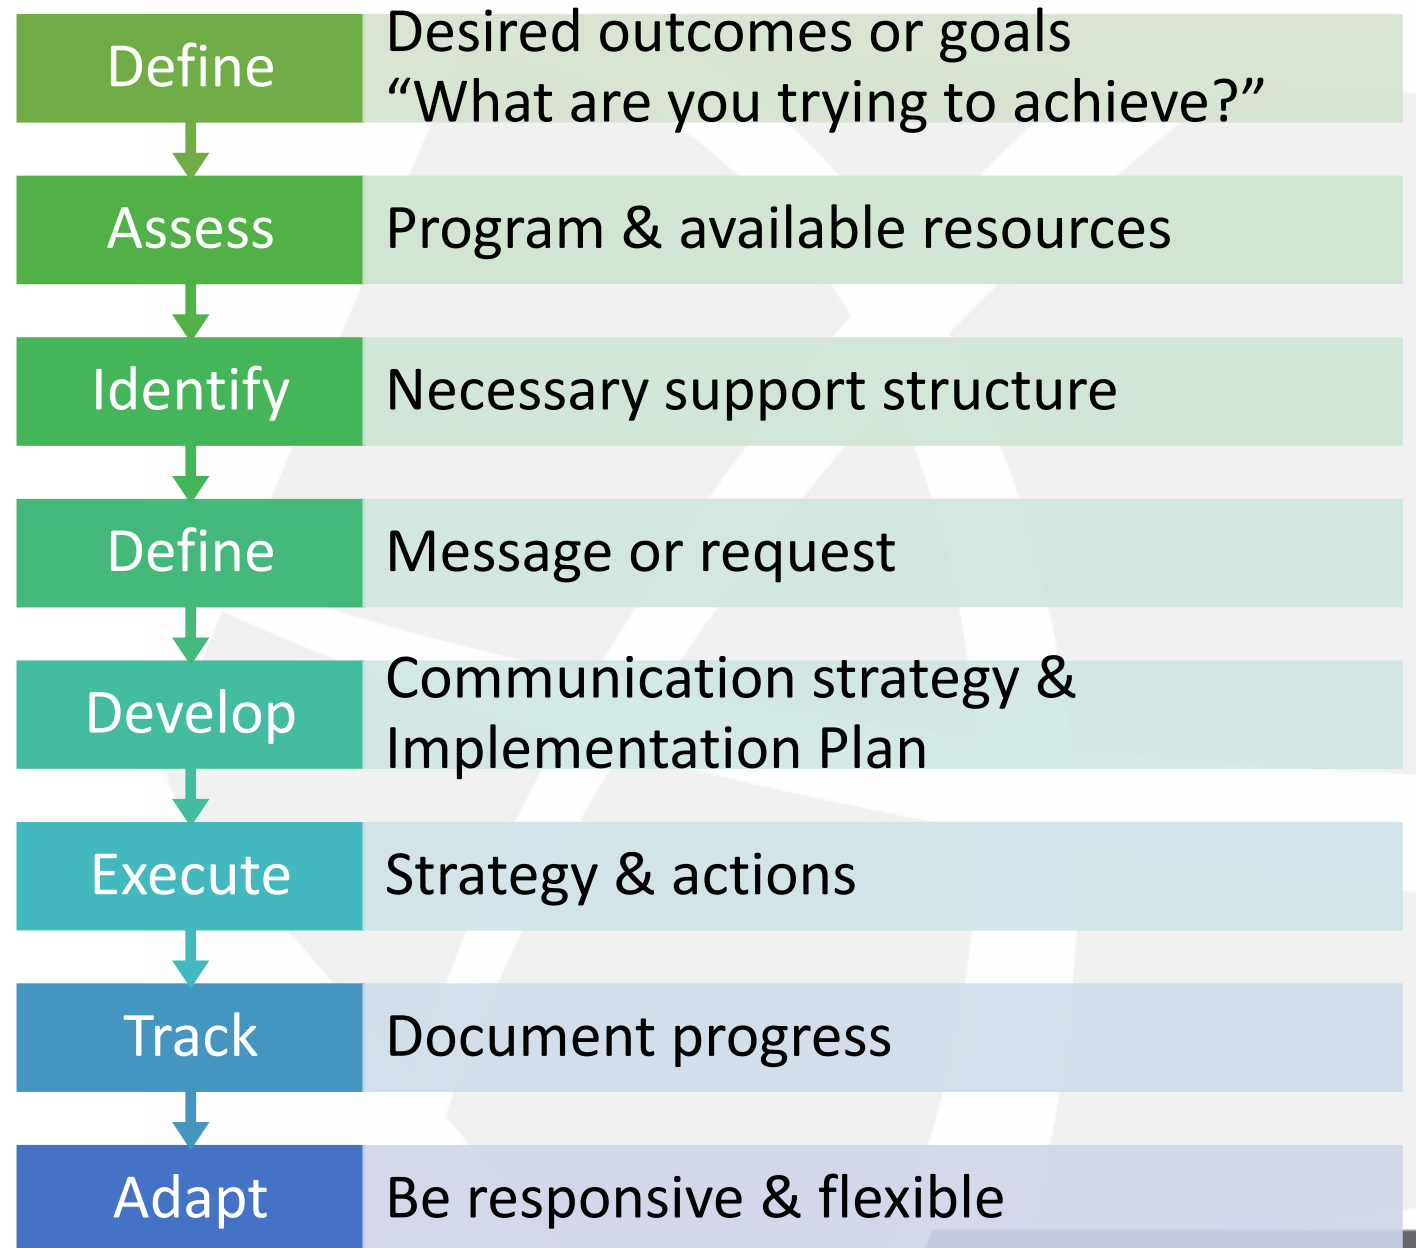 Define
Desired outcomes or goals
“What are you trying to achieve?”
Assess
Program & available resources
Identify
Necessary support structure
Define
Message or request
Develop
Communication strategy &
Implementation Plan
Execute
Strategy & actions
Track
Document progress
Adapt
Be responsive & flexible